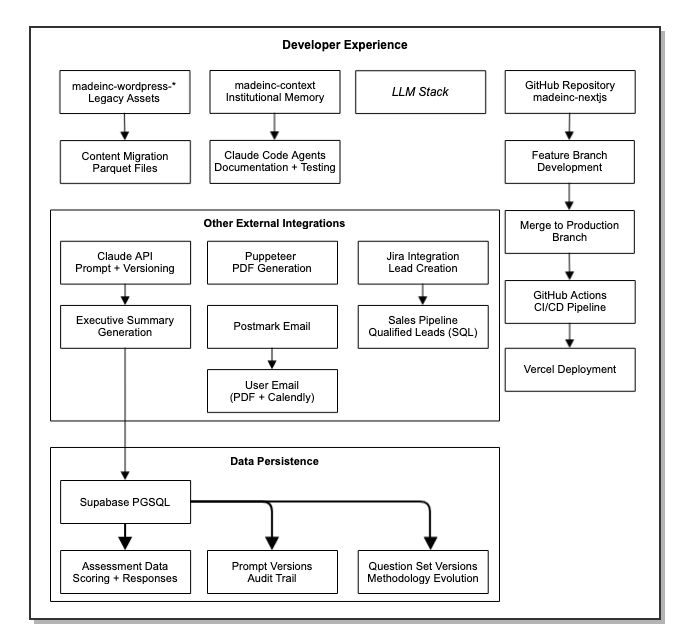 Developer Experience
madeinc-wordpress-*
Legacy Assets
madeinc-context
Institutional Memory
LLM Stack
GitHub Repository
madeinc-nextjs
Content Migration
Parquet Files
Claude Code Agents
Documentation + Testing
Feature Branch
Development
Merge to Production
Branch
GitHub Actions
CI/CD Pipeline
Vercel Deployment
Other External Integrations
Claude API
Prompt + Versioning
Puppeteer
PDF Generation
Jira Integration
Lead Creation
Executive Summary
Generation
Postmark Email
Sales Pipeline
Qualified Leads (SQL)
User Email
(PDF + Calendly)
Data Persistence
Supabase PGSQL
Assessment Data
Scoring + Responses
Prompt Versions
Audit Trail
Question Set Versions
Methodology Evolution